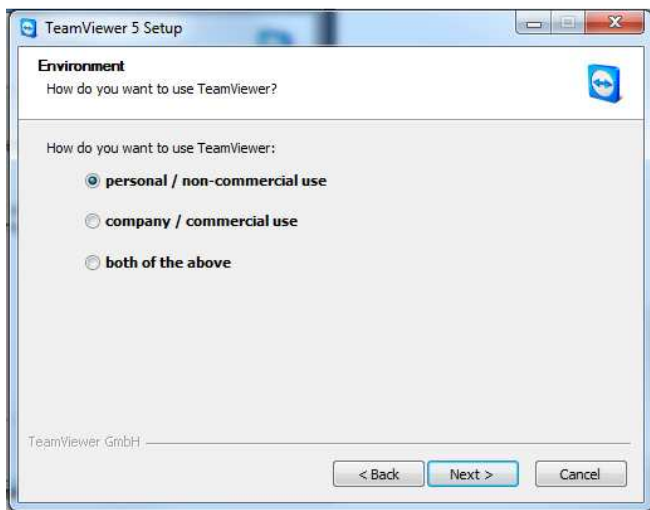 TeamViewer 5 Setup
Environment
How do you want to use TeamViewer?
How do you want to use TeamViewer:
personal / non-commercial use
company / commercial use
both of the above
TeamViewer GmbH
< Back Next > Cancel